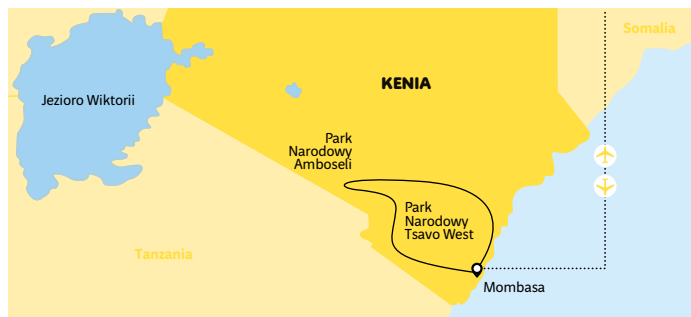 Somalia
KENIA
Jezioro Wiktorii
Park
Narodowy
Amboseli
Park
Narodowy
Tsavo West
Tanzania
Mombasa